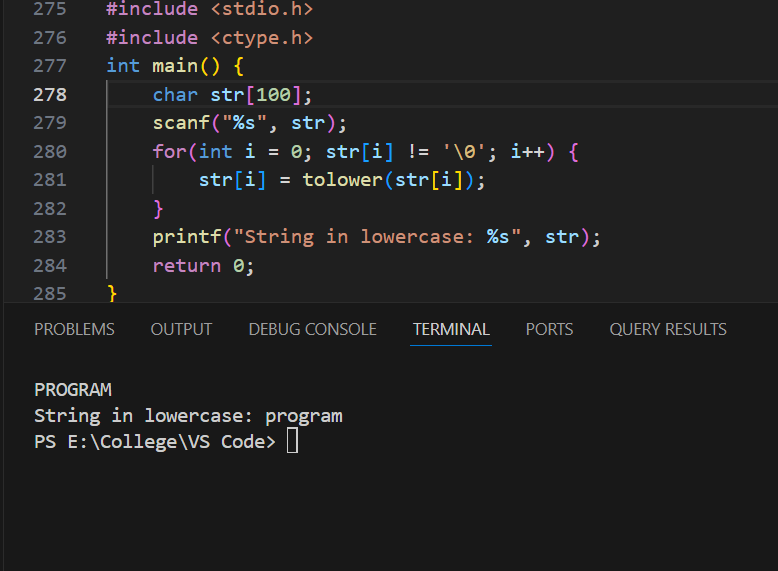 275 #include <stdio.h>
276 #include <ctype.h>
277 int main() {
278     char str[100];
279     scanf("%s", str);
280     for(int i = 0; str[i] != '\0'; i++) {
281         str[i] = tolower(str[i]);
282     }
283     printf("String in lowercase: %s", str);
284     return 0;
285 }
PROBLEMS OUTPUT DEBUG CONSOLE TERMINAL PORTS QUERY RESULTS
PROGRAM
String in lowercase: program
PS E:\College\VS Code>